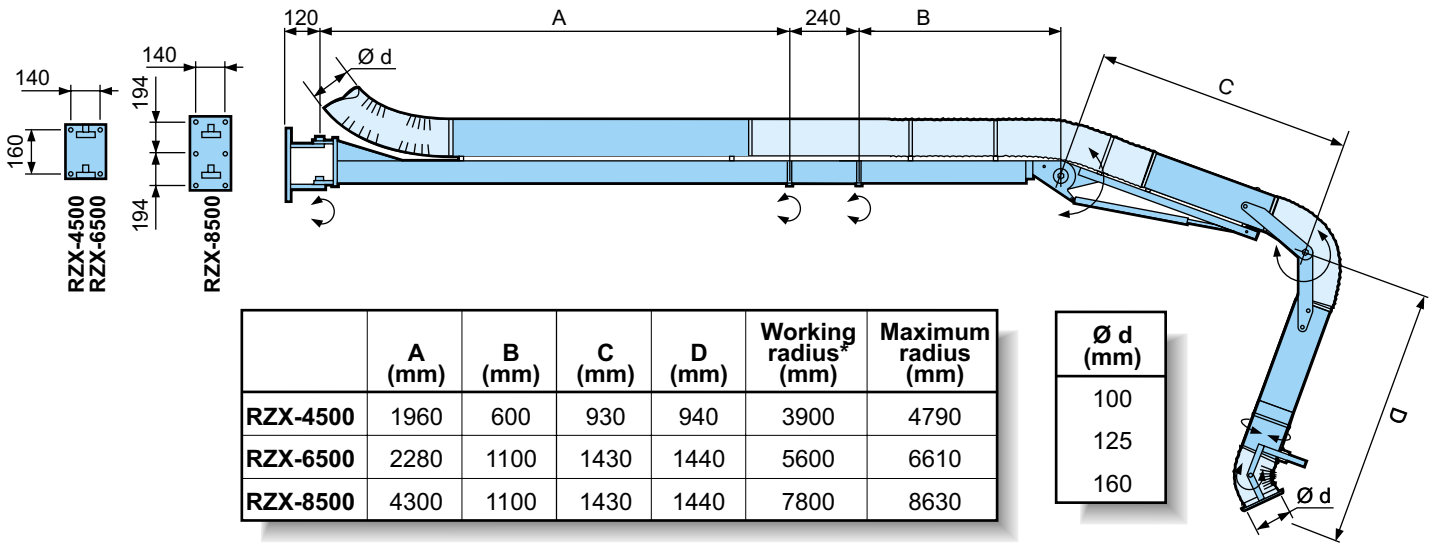 120
A
240
B
Ø d
C
140
160
RZX-4500
RZX-6500
140
194
194
RZX-8500
D
Ø d
A (mm) B (mm) C (mm) D (mm) Working radius* (mm) Maximum radius (mm)
RZX-4500 1960 600 930 940 3900 4790
RZX-6500 2280 1100 1430 1440 5600 6610
RZX-8500 4300 1100 1430 1440 7800 8630
Ø d
(mm)
100
125
160